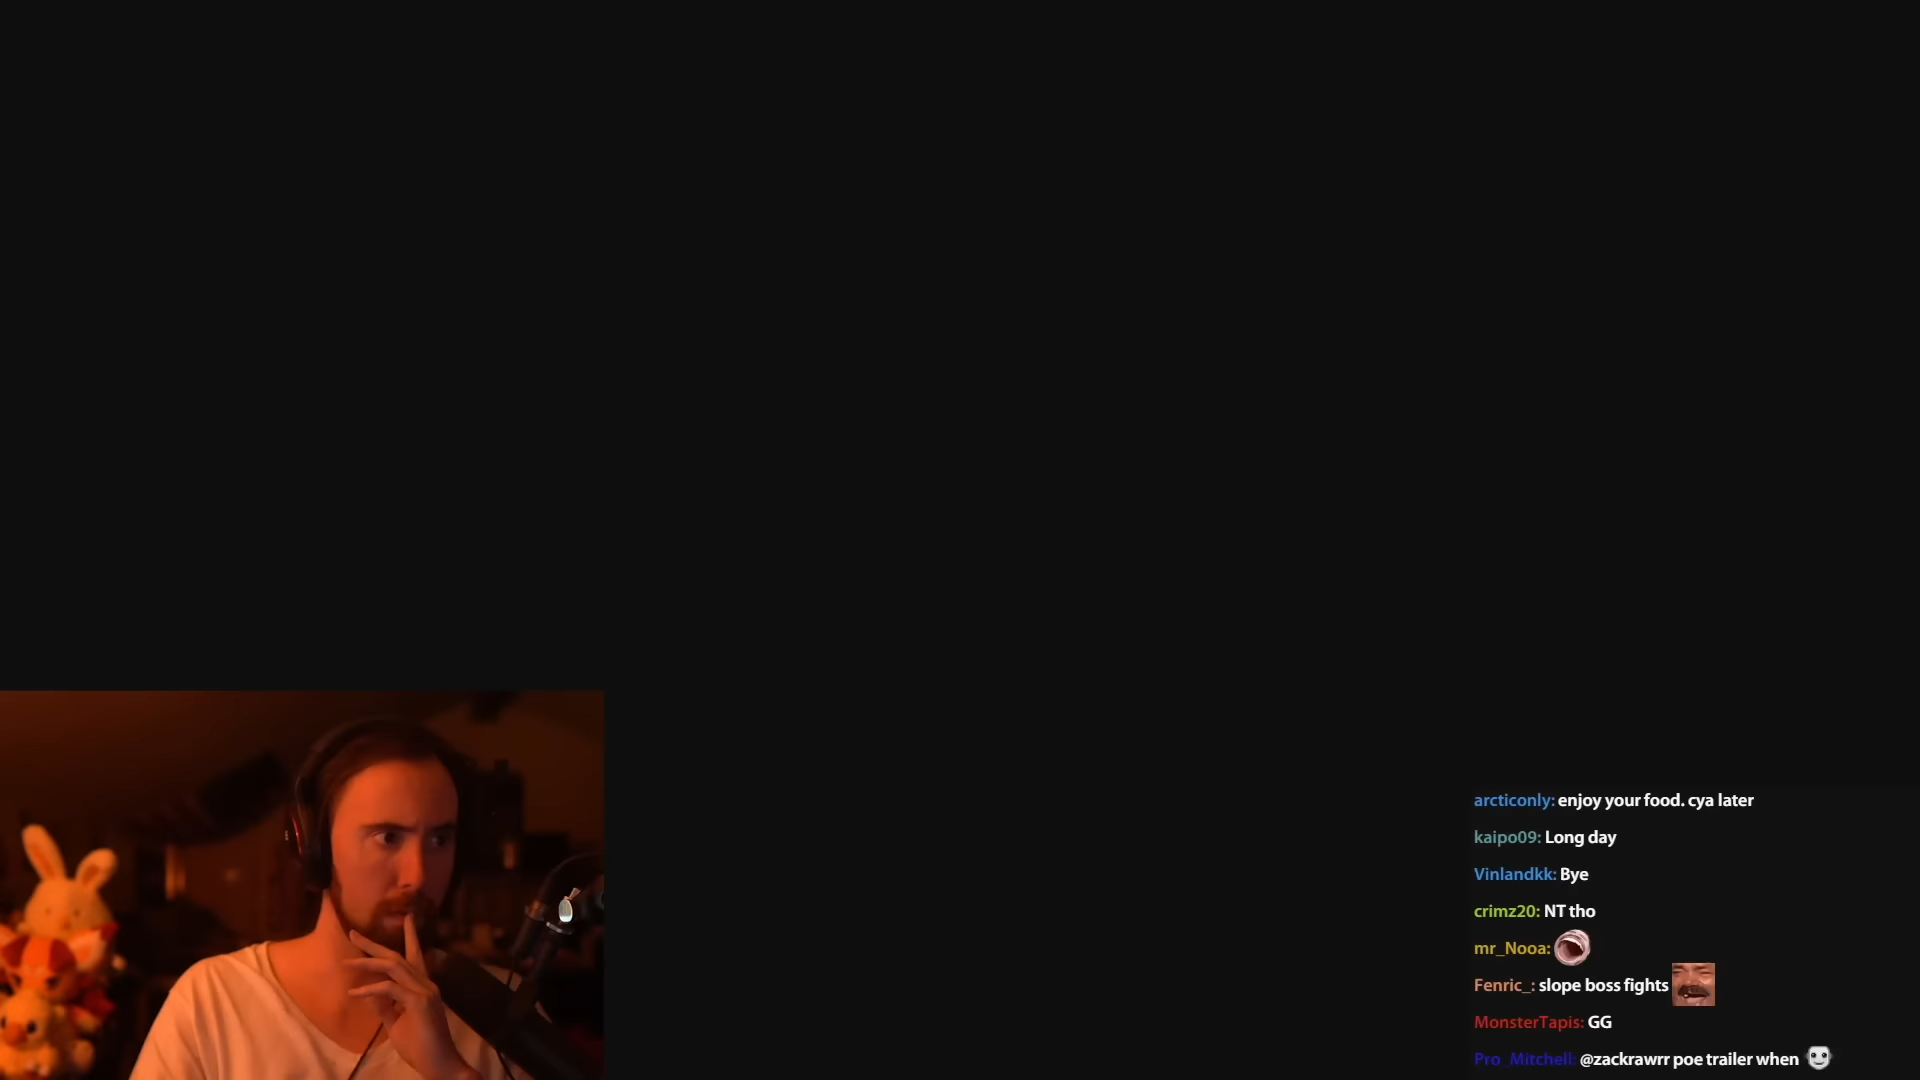 arcticonly: enjoy your food. cya later
kaipo09: Long day
Vinlandkk: Bye
crimz20: NT tho
mr_Nooa:
Fenric_: slope boss fights
MonsterTapis: GG
Pro_Mitchell: @zackrawrr poe trailer when